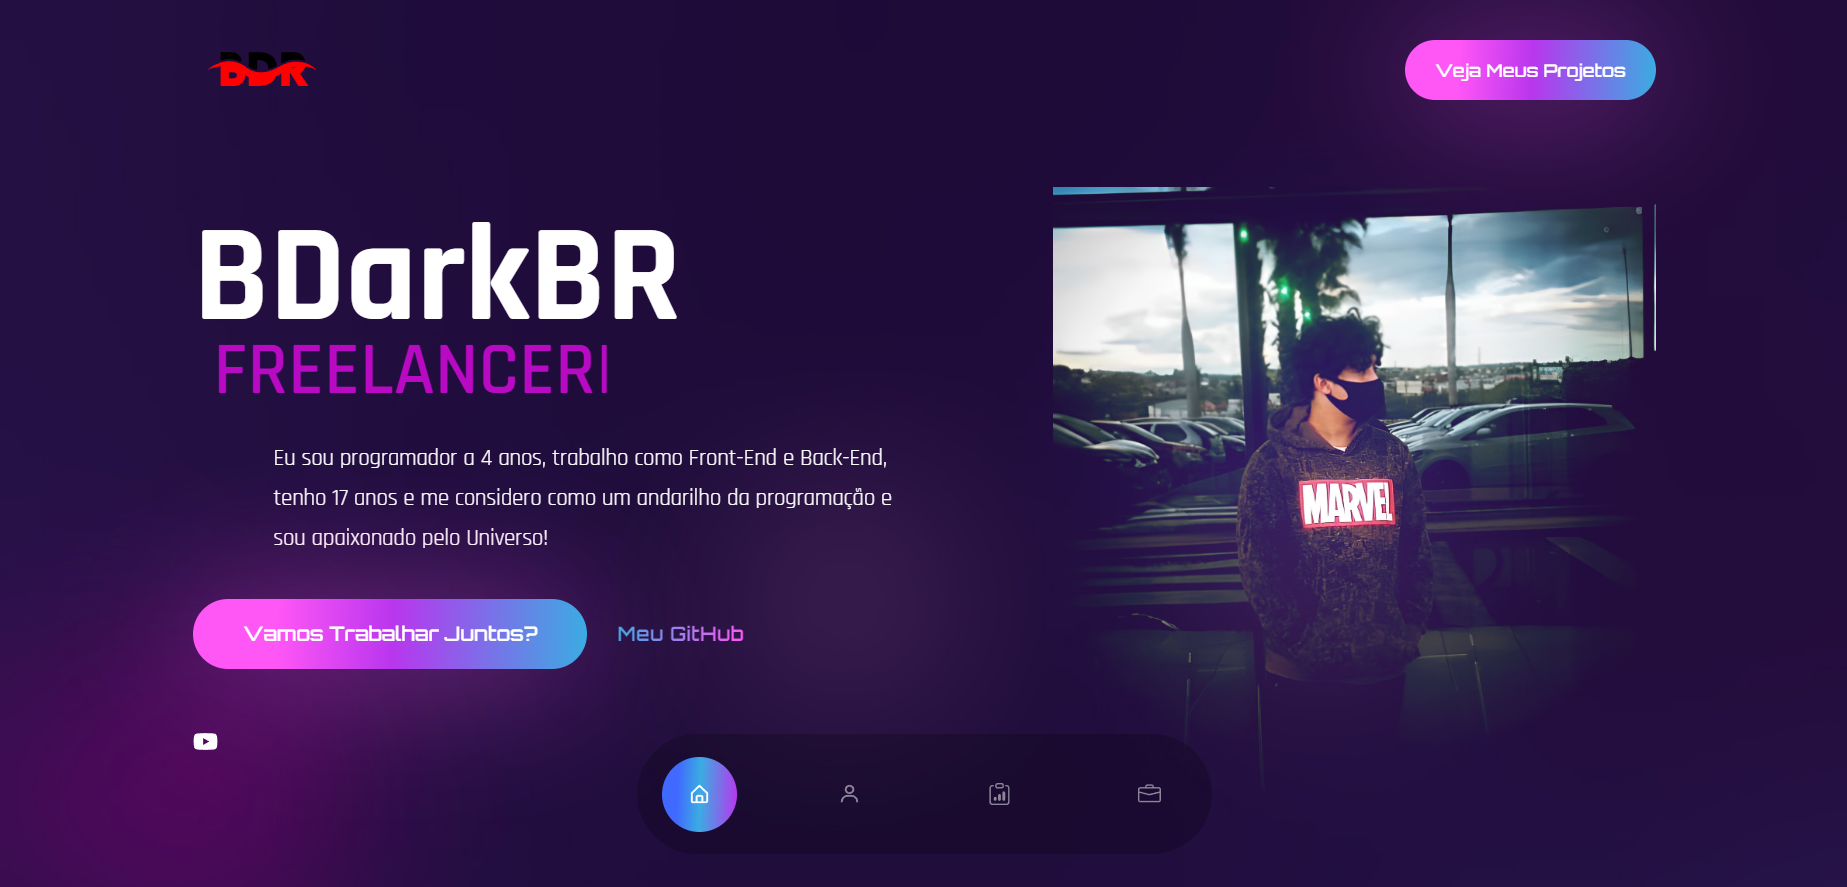 BDR
Veja Meus Projetos
BDarkBR
FREELANCER
Eu sou programador a 4 anos, trabalho como Front-End e Back-End,
tenho 17 anos e me considero como um andarilho da programação e
sou apaixonado pelo Universo!
MARVEL
Vamos Trabalhar Juntos?
Meu GitHub